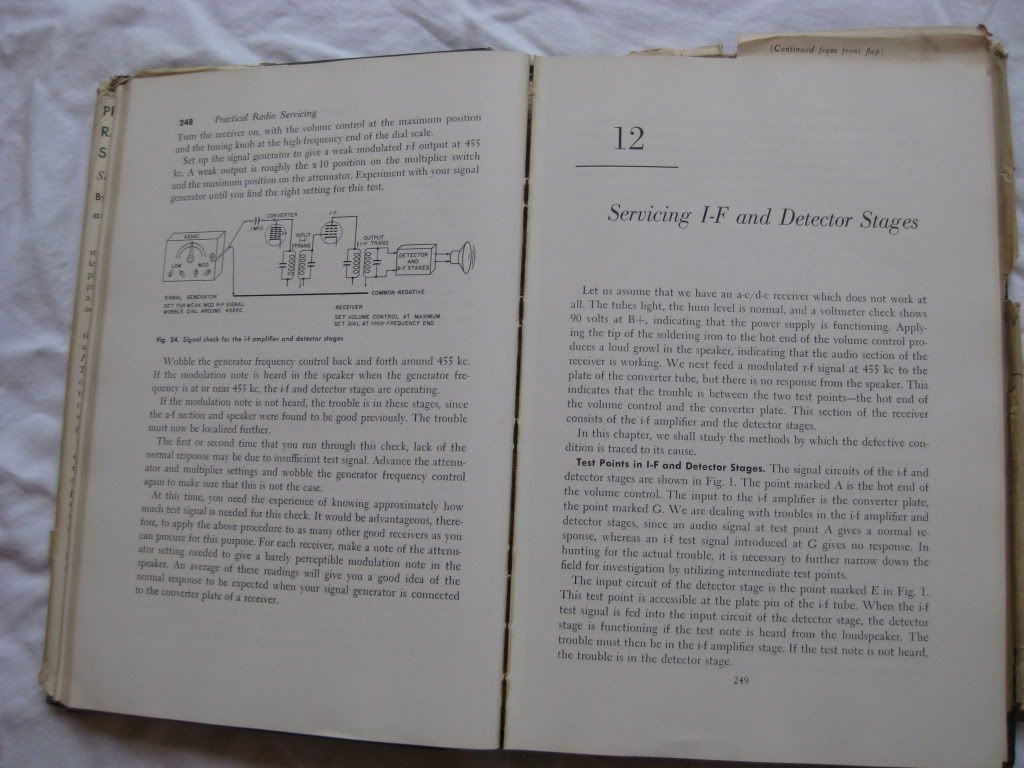 (Continued from front flap)
248 Practical Radio Servicing
Turn the receiver on, with the volume control at the maximum position
and the tuning knob at the high-frequency end of the dial scale.
Set up the signal generator to give a weak modulated r-f output at 455
kc. A weak output is roughly the x 10 position on the multiplier switch
and the maximum position on the attenuator. Experiment with your signal
generator until you find the right setting for this test.
455KC
LOW MOD
.1 MFD
CONVERTER
INPUT
I-F
TRANS
I-F
OUTPUT
I-F TRANS
DETECTOR
AND
A-F STAGES
COMMON NEGATIVE
SIGNAL GENERATOR
SET FOR WEAK MOD R-F SIGNAL
WOBBLE DIAL AROUND 455KC
RECEIVER
SET VOLUME CONTROL AT MAXIMUM
SET DIAL AT HIGH-FREQUENCY END
Fig. 24. Signal check for the i-f amplifier and detector stages
Wobble the generator frequency control back and forth around 455 kc.
If the modulation note is heard in the speaker when the generator fre-
quency is at or near 455 kc, the i-f and detector stages are operating.
If the modulation note is not heard, the trouble is in these stages, since
the a-f section and speaker were found to be good previously. The trouble
must now be localized further.
The first or second time that you run through this check, lack of the
normal response may be due to insufficient test signal. Advance the attenu-
ator and multiplier settings and wobble the generator frequency control
again to make sure that this is not the case.
At this time, you need the experience of knowing approximately how
much test signal is needed for this check. It would be advantageous, there-
fore, to apply the above procedure to as many other good receivers as you
can procure for this purpose. For each receiver, make a note of the attenu-
ator setting needed to give a barely perceptible modulation note in the
speaker. An average of these readings will give you a good idea of the
normal response to be expected when your signal generator is connected
to the converter plate of a receiver.
12
Servicing I-F and Detector Stages
Let us assume that we have an a-c/d-c receiver which does not work at
all. The tubes light, the hum level is normal, and a voltmeter check shows
90 volts at B+, indicating that the power supply is functioning. Apply-
ing the tip of the soldering iron to the hot end of the volume control pro-
duces a loud growl in the speaker, indicating that the audio section of the
receiver is working. We next feed a modulated r-f signal at 455 kc to the
plate of the converter tube, but there is no response from the speaker. This
indicates that the trouble is between the two test points—the hot end of
the volume control and the converter plate. This section of the receiver
consists of the i-f amplifier and the detector stages.
In this chapter, we shall study the methods by which the defective con-
dition is traced to its cause.
Test Points in I-F and Detector Stages. The signal circuits of the i-f and
detector stages are shown in Fig. 1. The point marked A is the hot end of
the volume control. The input to the i-f amplifier is the converter plate,
the point marked G. We are dealing with troubles in the i-f amplifier and
detector stages, since an audio signal at test point A gives a normal re-
sponse, whereas an i-f test signal introduced at G gives no response. In
hunting for the actual trouble, it is necessary to further narrow down the
field for investigation by utilizing intermediate test points.
The input circuit of the detector stage is the point marked E in Fig. 1.
This test point is accessible at the plate pin of the i-f tube. When the i-f
test signal is fed into the input circuit of the detector stage, the detector
stage is functioning if the test note is heard from the loudspeaker. The
trouble must then be in the i-f amplifier stage. If the test note is not heard,
the trouble is in the detector stage.
249